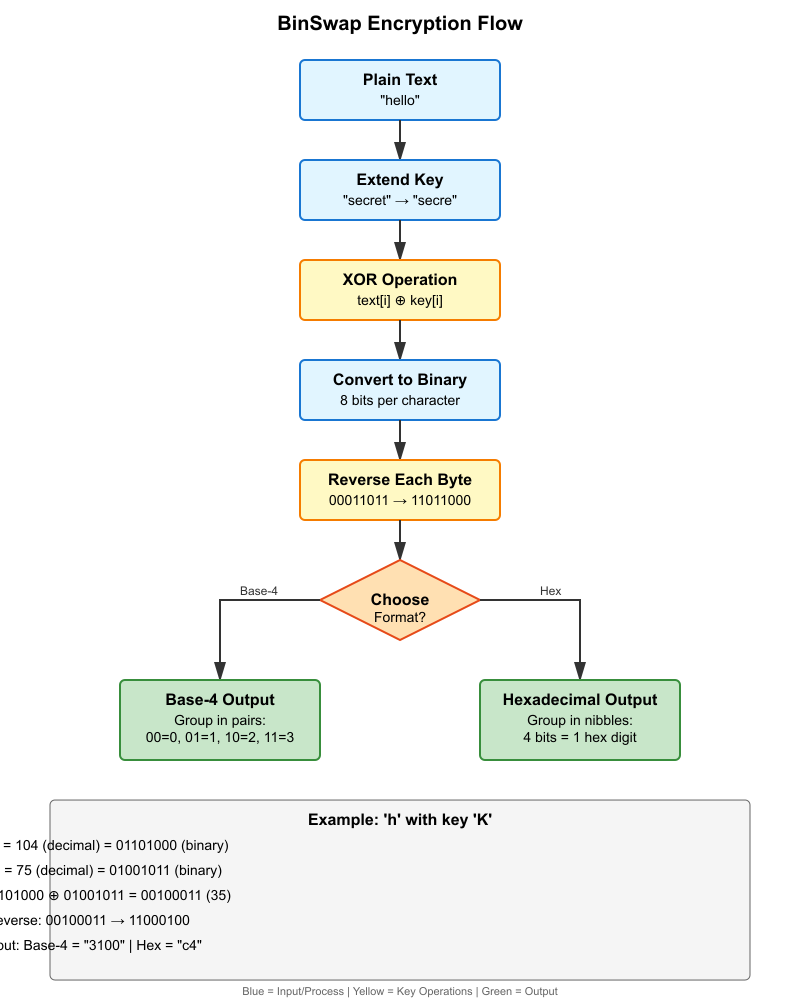 BinSwap Encryption Flow
Plain Text
"hello"
Extend Key
"secret" → "secre"
XOR Operation
text[i] ⊕ key[i]
Convert to Binary
8 bits per character
Reverse Each Byte
00011011 → 11011000
Choose
Format?
Base-4
Hex
Base-4 Output
Group in pairs:
00=0, 01=1, 10=2, 11=3
Hexadecimal Output
Group in nibbles:
4 bits = 1 hex digit
Example: 'h' with key 'K'
= 104 (decimal) = 01101000 (binary)
= 75 (decimal) = 01001011 (binary)
101000 ⊕ 01001011 = 00100011 (35)
everse: 00100011 → 11000100
out: Base-4 = "3100" | Hex = "c4"
Blue = Input/Process | Yellow = Key Operations | Green = Output